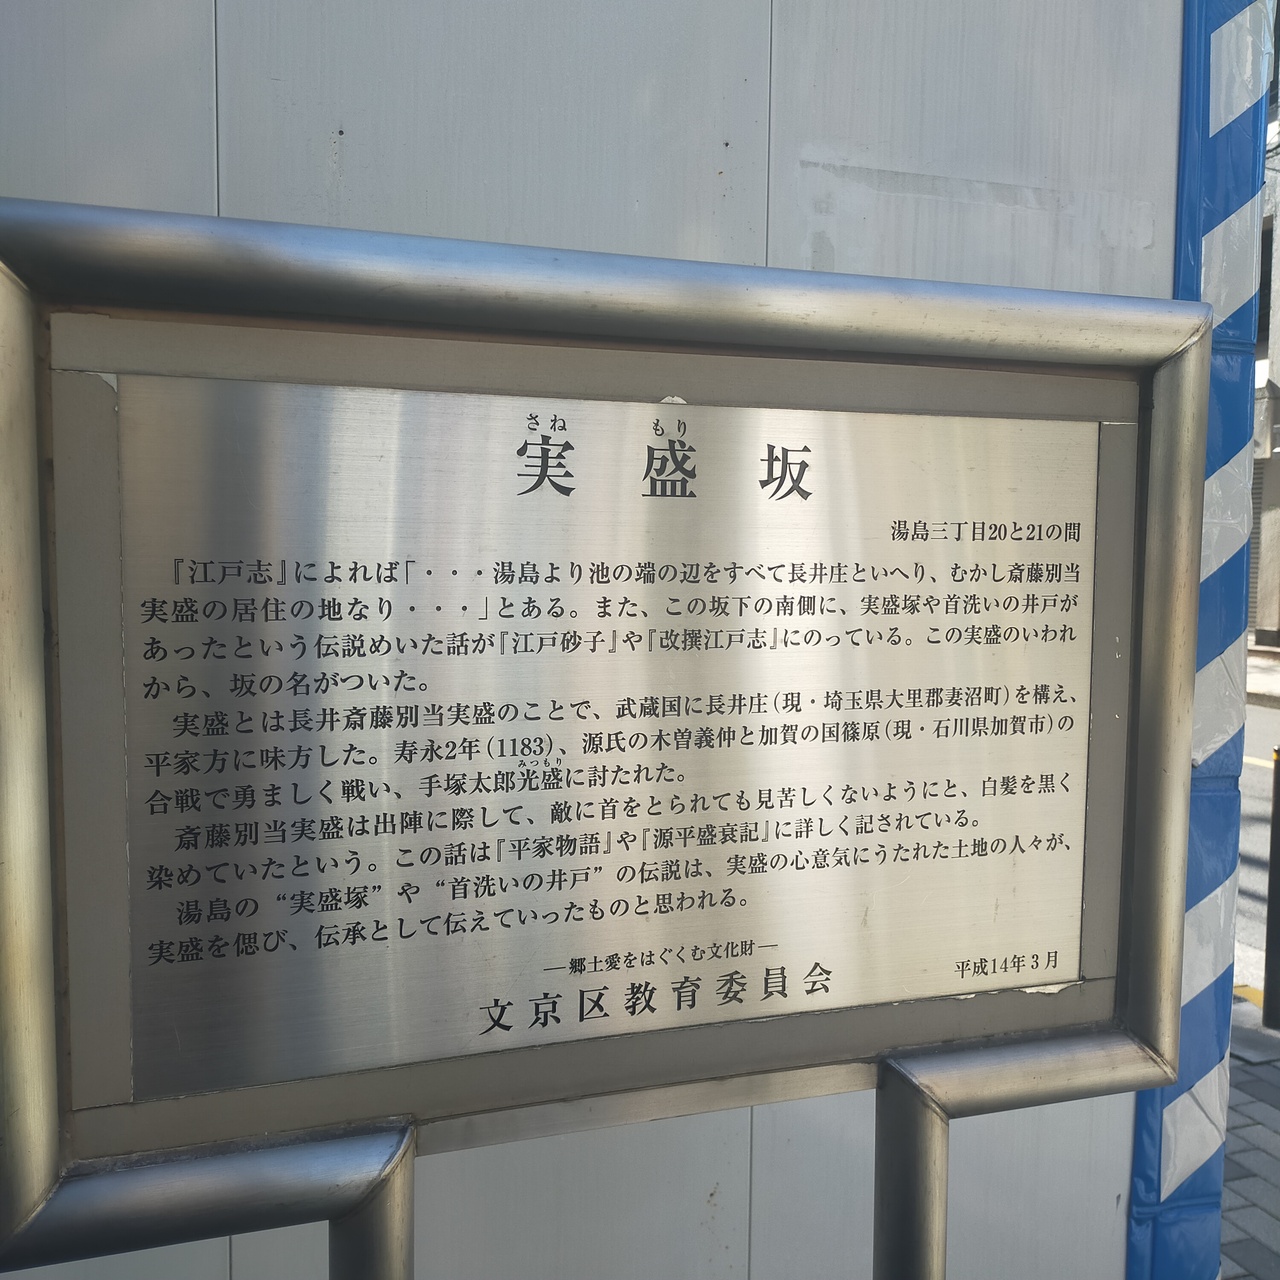 さね もり
実盛坂
湯島三丁目20と21の間
『江戸志』によれば「・・・湯島より池の端の辺をすべて長井庄といへり、むかし斎藤別当
実盛の居住の地なり・・・」とある。また、この坂下の南側に、実盛塚や首洗いの井戸が
あったという伝説めいた話が『江戸砂子』や『改撰江戸志』にのっている。この実盛のいわれ
から、坂の名がついた。
実盛とは長井斎藤別当実盛のことで、武蔵国に長井庄(現・埼玉県大里郡妻沼町)を構え、
平家方に味方した。寿永2年(1183)、源氏の木曽義仲と加賀の国篠原(現・石川県加賀市)の
みつもり
合戦で勇ましく戦い、手塚太郎光盛に討たれた。
斎藤別当実盛は出陣に際して、敵に首をとられても見苦しくないようにと、白髪を黒く
染めていたという。この話は『平家物語』や『源平盛衰記』に詳しく記されている。
湯島の“実盛塚”や“首洗いの井戸”の伝説は、実盛の心意気にうたれた土地の人々が、
実盛を偲び、伝承として伝えていったものと思われる。
―郷土愛をはぐくむ文化財―
文京区教育委員会
平成14年3月